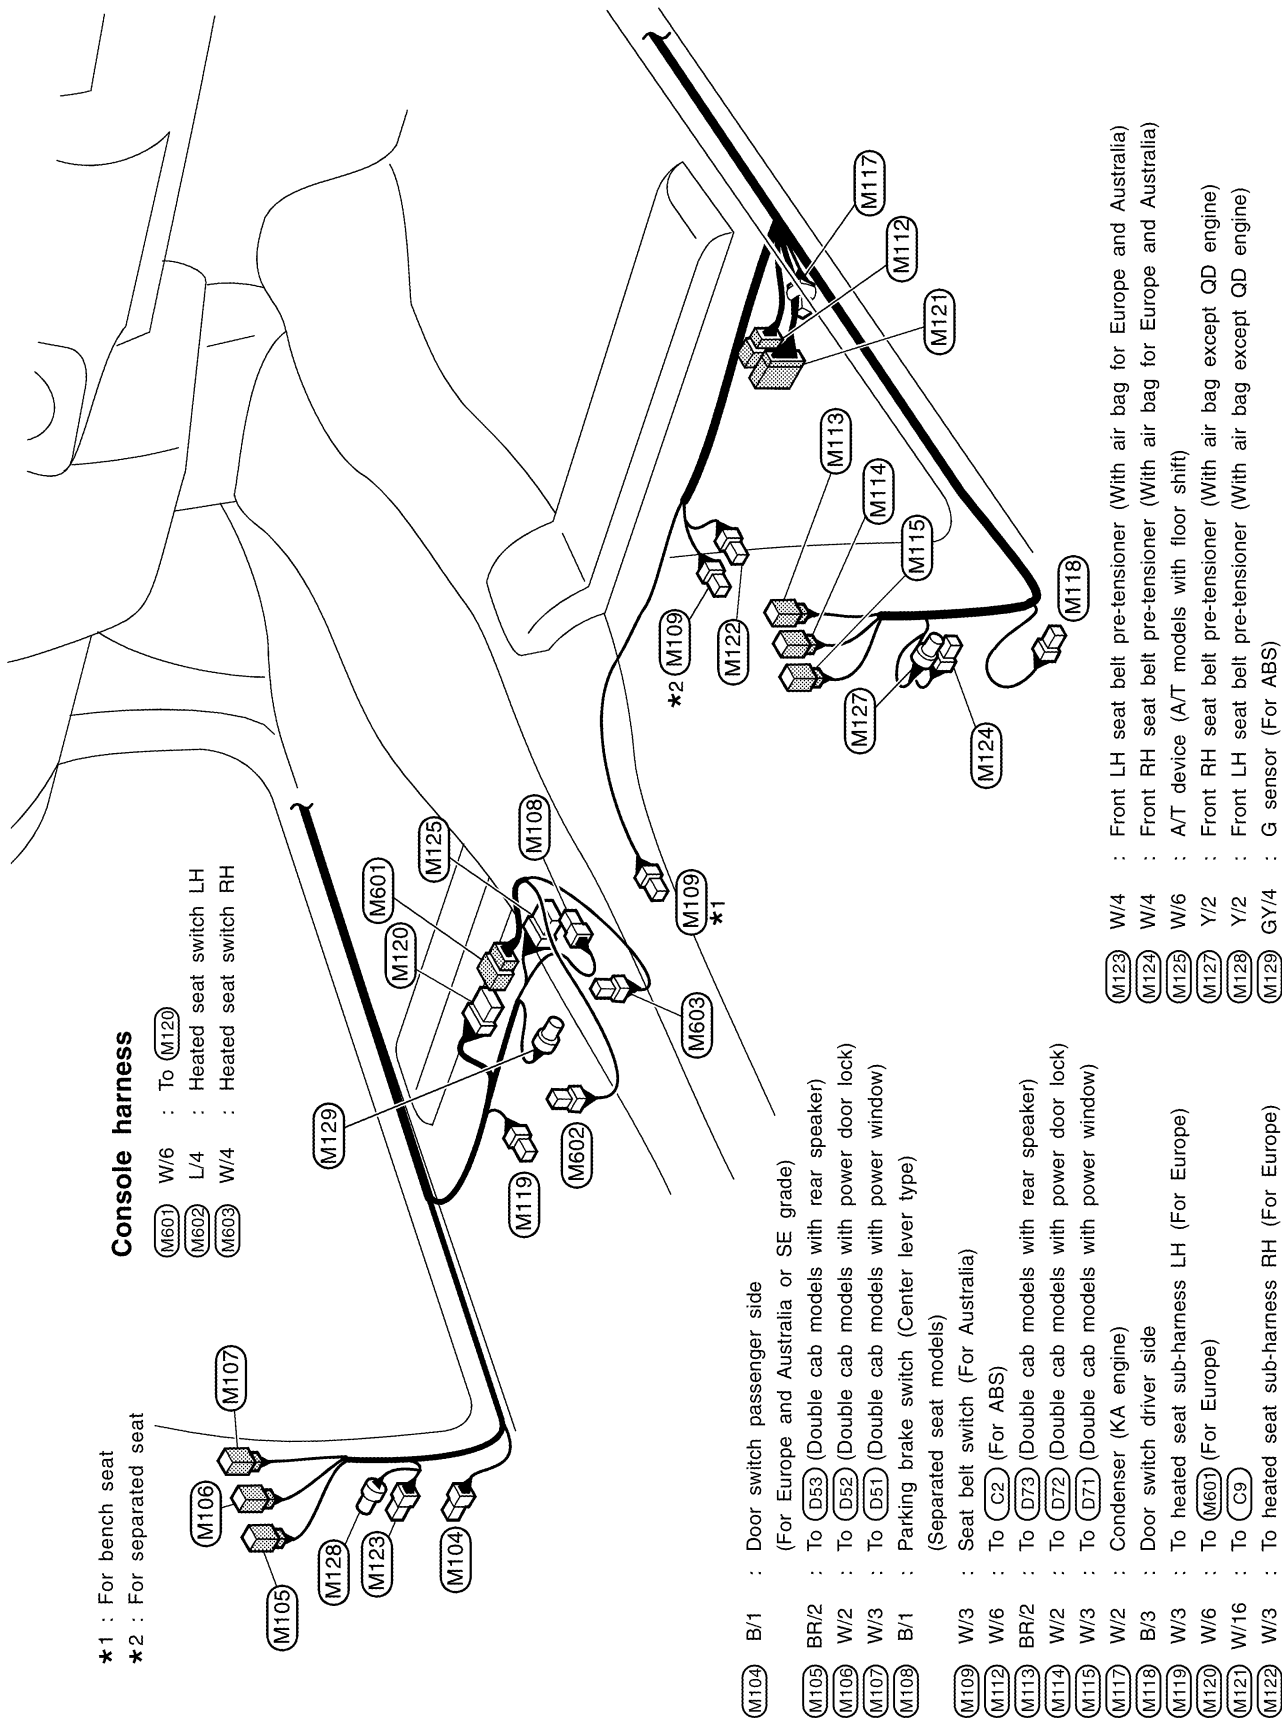 *1 : For bench seat
*2 : For separated seat
Console harness
M601 W/6 : To M120
M602 L/4 : Heated seat switch LH
M603 W/4 : Heated seat switch RH
M105
M106
M107
M128
M123
M104
M129
M119
M602
M120
M601
M125
M108
M603
M109
*1
*2 M109
M122
M113
M114
M115
M127
M124
M118
M117
M112
M121
M104 B/1 : Door switch passenger side
(For Europe and Australia or SE grade)
M105 BR/2 : To D53 (Double cab models with rear speaker)
M106 W/2 : To D52 (Double cab models with power door lock)
M107 W/3 : To D51 (Double cab models with power window)
M108 B/1 : Parking brake switch (Center lever type)
(Separated seat models)
M109 W/3 : Seat belt switch (For Australia)
M112 W/6 : To C2 (For ABS)
M113 BR/2 : To D73 (Double cab models with rear speaker)
M114 W/2 : To D72 (Double cab models with power door lock)
M115 W/3 : To D71 (Double cab models with power window)
M117 W/2 : Condenser (KA engine)
M118 B/3 : Door switch driver side
M119 W/3 : To heated seat sub-harness LH (For Europe)
M120 W/6 : To M601 (For Europe)
M121 W/16 : To C9
M122 W/3 : To heated seat sub-harness RH (For Europe)
M123 W/4 : Front LH seat belt pre-tensioner (With air bag for Europe and Australia)
M124 W/4 : Front RH seat belt pre-tensioner (With air bag for Europe and Australia)
M125 W/6 : A/T device (A/T models with floor shift)
M127 Y/2 : Front RH seat belt pre-tensioner (With air bag except QD engine)
M128 Y/2 : Front LH seat belt pre-tensioner (With air bag except QD engine)
M129 GY/4 : G sensor (For ABS)